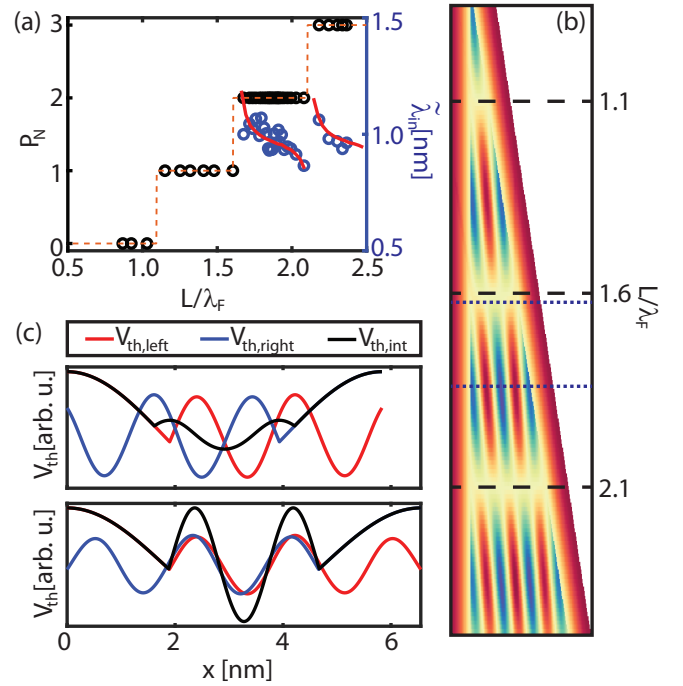 (a)
3
2
1
0
P_N
1.5
1.0
0.5
λ̃_in[nm]
0.5 1.0 1.5 2.0 2.5
L/λ_F
(b)
1.1
1.6
2.1
L/λ_F
(c)
V_th,left V_th,right V_th,int
V_th[arb. u.]
V_th[arb. u.]
0 2 4 6
x [nm]